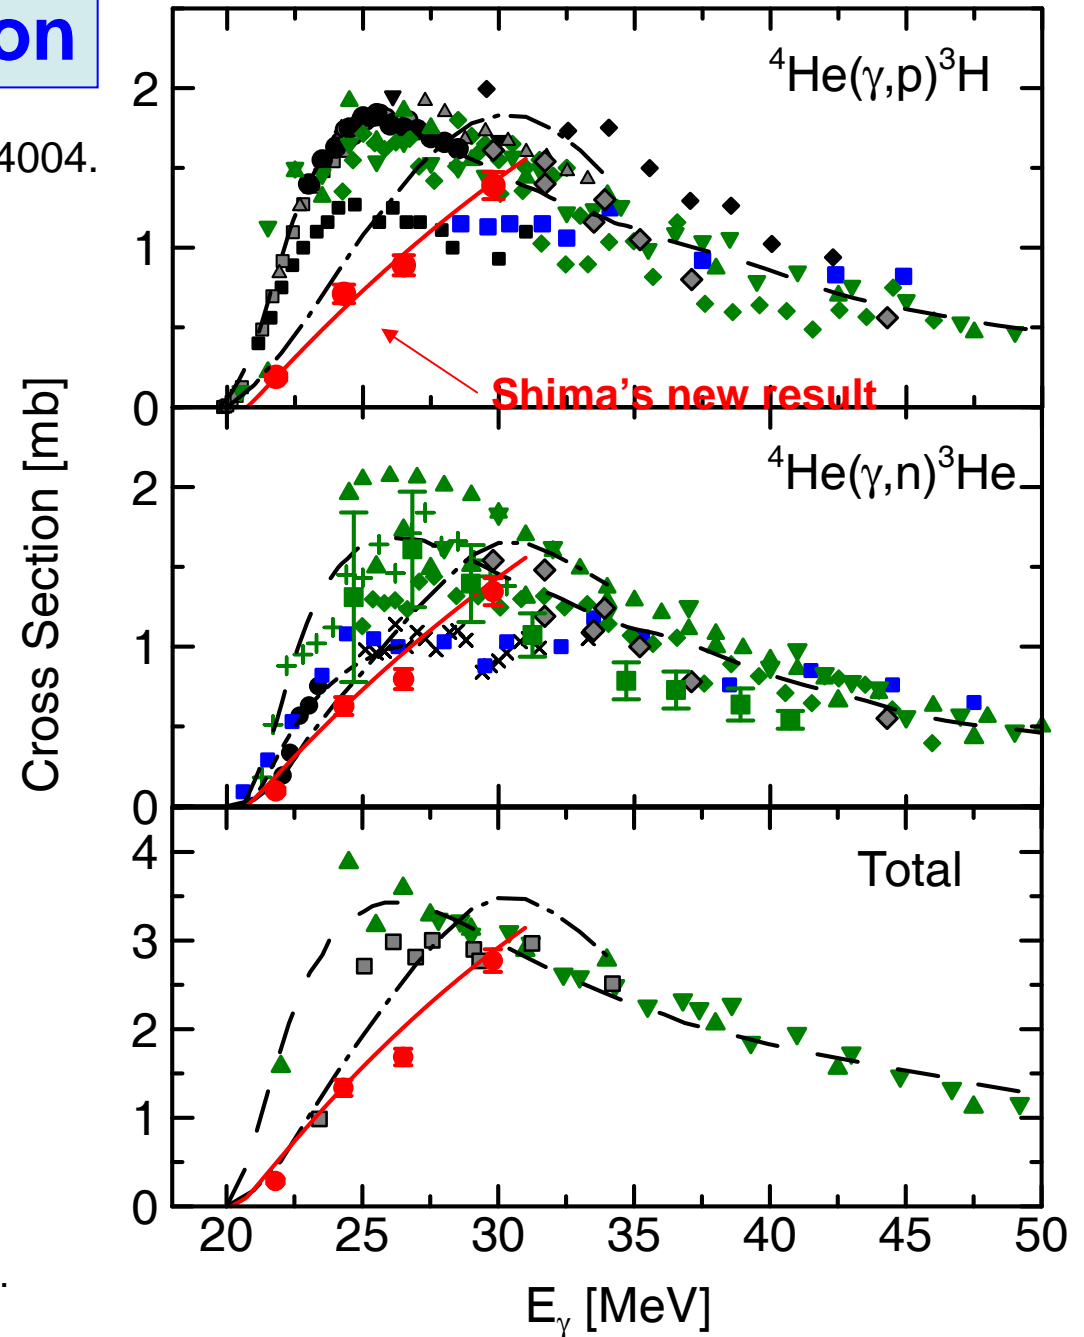 on
4004.
2
⁴He(γ,p)³H
1
Shima's new result
0
2
⁴He(γ,n)³He
1
0
4
Total
3
2
1
0
20 25 30 35 40 45 50
Cross Section [mb]
Eγ [MeV]
.